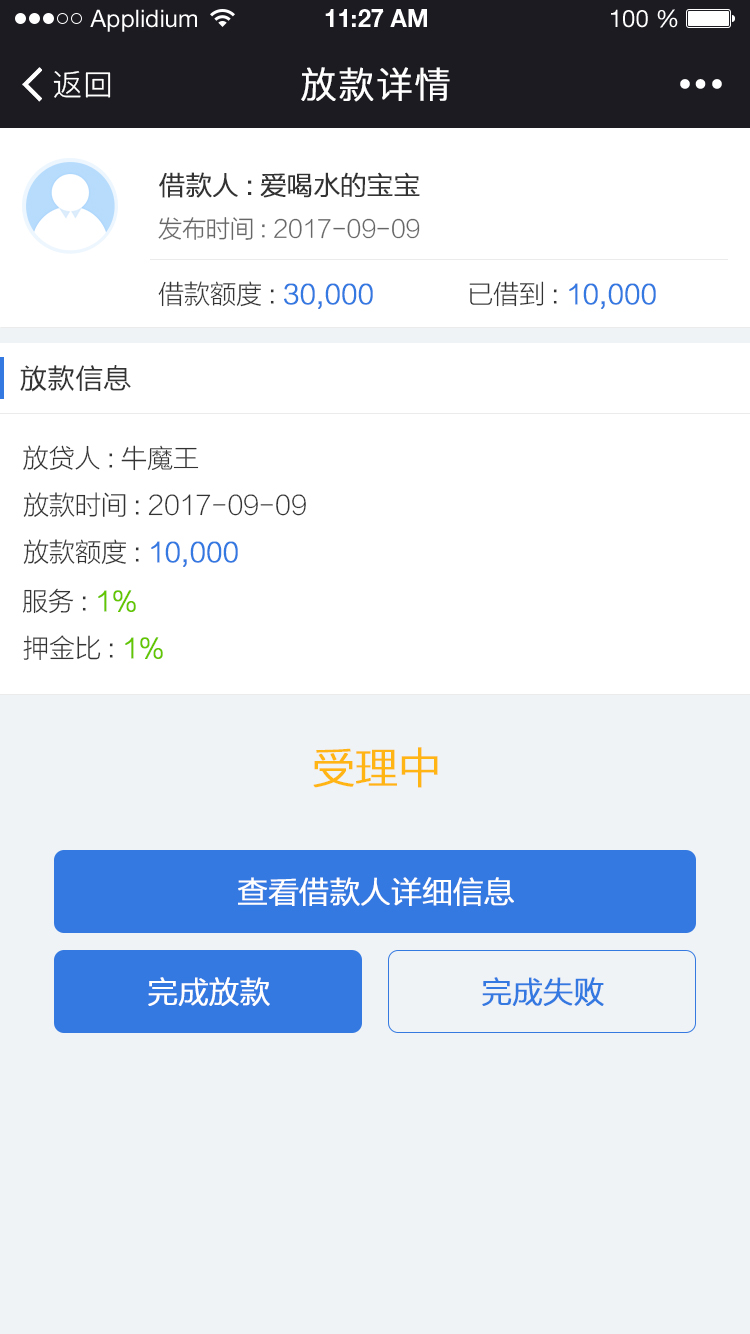 Applidium 11:27 AM 100 %
返回 放款详情
借款人 : 爱喝水的宝宝
发布时间 : 2017-09-09
借款额度 : 30,000 已借到 : 10,000
放款信息
放贷人 : 牛魔王
放款时间 : 2017-09-09
放款额度 : 10,000
服务 : 1%
押金比 : 1%
受理中
查看借款人详细信息
完成放款 完成失败